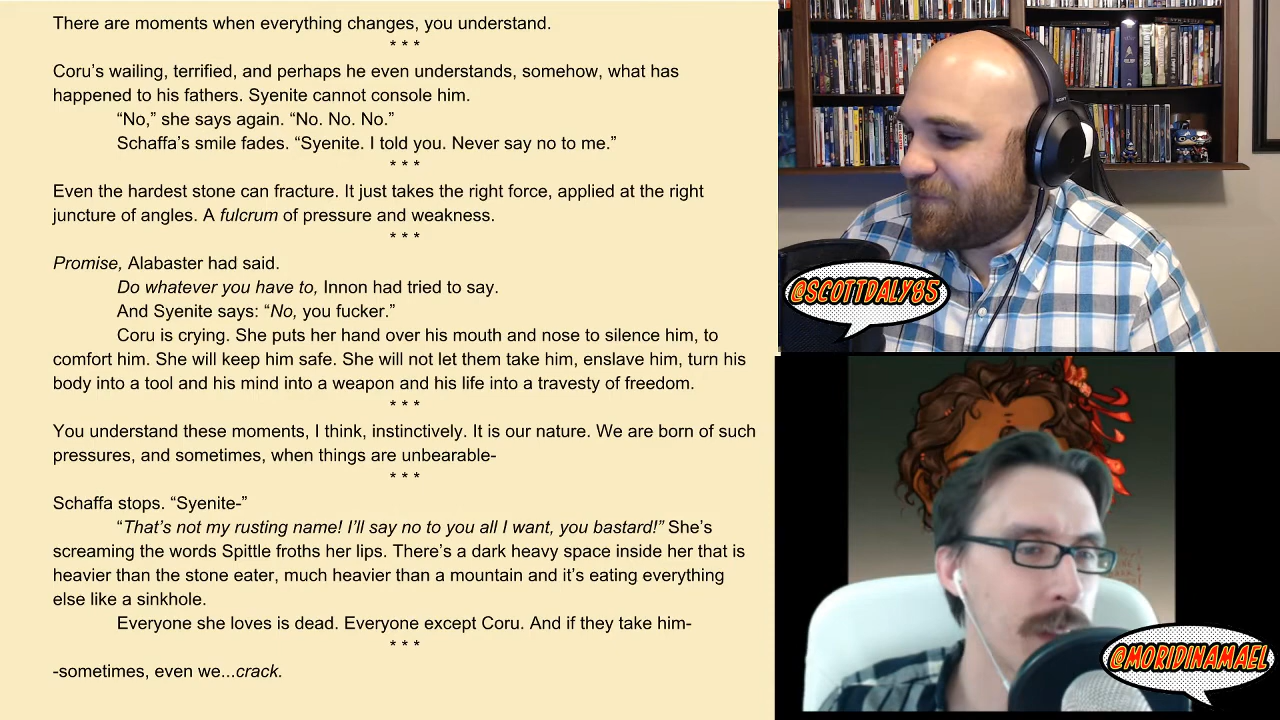 There are moments when everything changes, you understand.
* * *
Coru's wailing, terrified, and perhaps he even understands, somehow, what has
happened to his fathers. Syenite cannot console him.
"No," she says again. "No. No. No."
Schaffa's smile fades. "Syenite. I told you. Never say no to me."
* * *
Even the hardest stone can fracture. It just takes the right force, applied at the right
juncture of angles. A fulcrum of pressure and weakness.
* * *
Promise, Alabaster had said.
Do whatever you have to, Innon had tried to say.
And Syenite says: "No, you fucker."
Coru is crying. She puts her hand over his mouth and nose to silence him, to
comfort him. She will keep him safe. She will not let them take him, enslave him, turn his
body into a tool and his mind into a weapon and his life into a travesty of freedom.
* * *
You understand these moments, I think, instinctively. It is our nature. We are born of such
pressures, and sometimes, when things are unbearable-
* * *
Schaffa stops. "Syenite-"
"That's not my rusting name! I'll say no to you all I want, you bastard!" She's
screaming the words Spittle froths her lips. There's a dark heavy space inside her that is
heavier than the stone eater, much heavier than a mountain and it's eating everything
else like a sinkhole.
Everyone she loves is dead. Everyone except Coru. And if they take him-
* * *
-sometimes, even we...crack.
@SCOTTDALY85
@MORIDINAMAEL